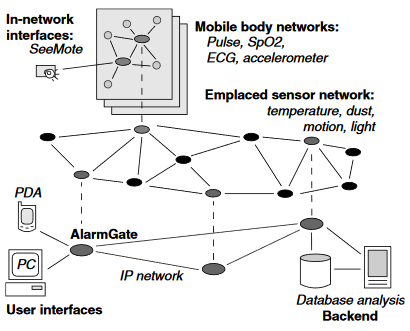 In-network
interfaces:
SeeMote
Mobile body networks:
Pulse, SpO2,
ECG, accelerometer
Emplaced sensor network:
temperature, dust,
motion, light
PDA
AlarmGate
PC
IP network
User interfaces
Database analysis
Backend